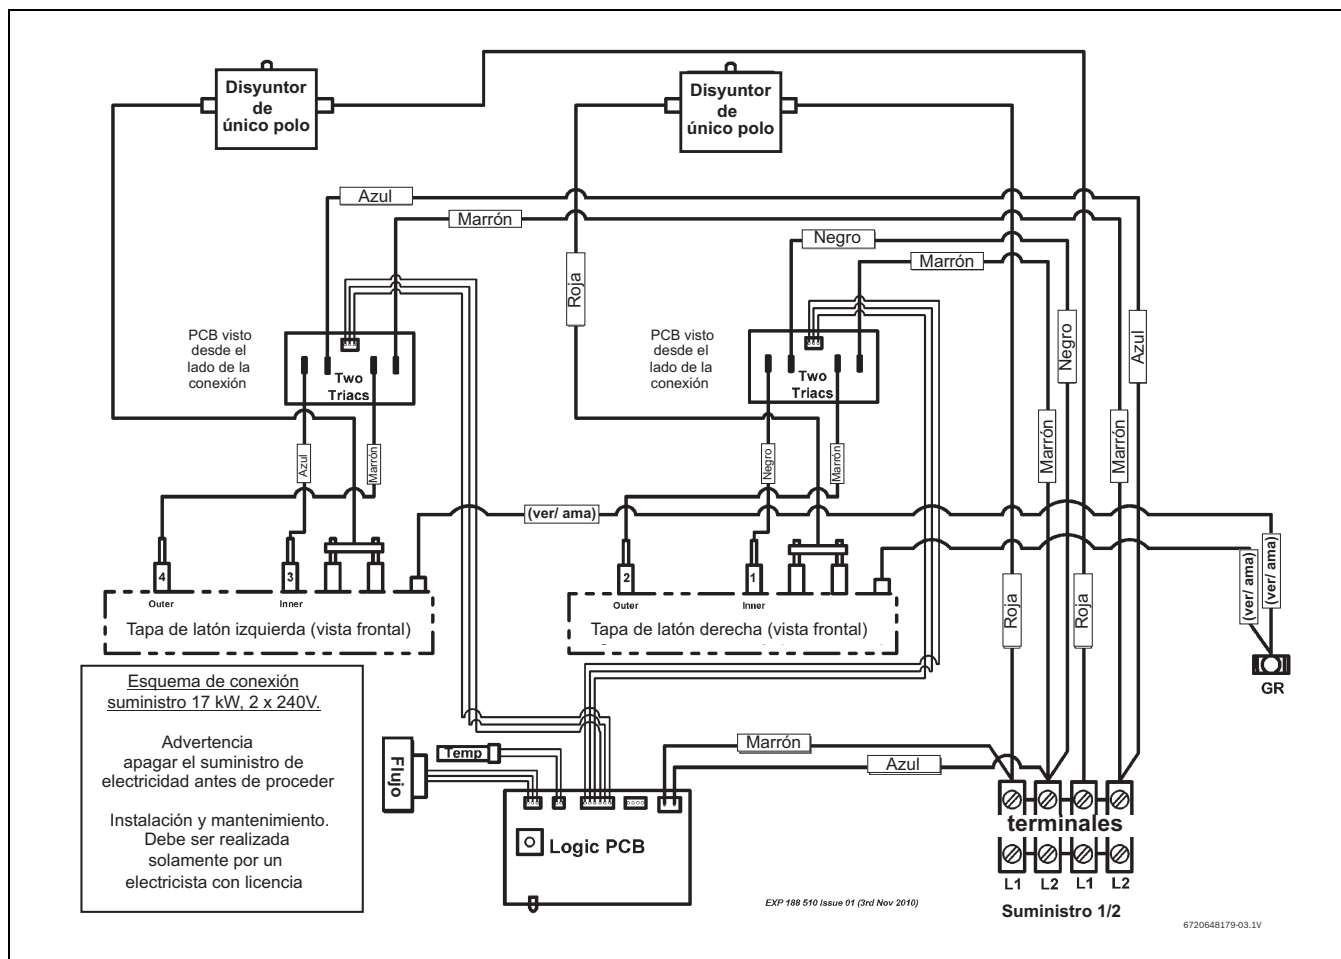 Disyuntor
de
único polo
Disyuntor
de
único polo
Azul
Marrón
Negro
Marrón
Roja
PCB visto
desde el
lado de la
conexión
Two
Triacs
PCB visto
desde el
lado de la
conexión
Two
Triacs
Negro
Azul
Marrón
Marrón
Azul
Marrón
Negro
Marrón
(ver/ ama)
(ver/ ama)
(ver/ ama)
4
3
2
1
Outer
Inner
Outer
Inner
Roja
Roja
Tapa de latón izquierda (vista frontal)
Tapa de latón derecha (vista frontal)
GR
Esquema de conexión
suministro 17 kW, 2 x 240V.
Advertencia
apagar el suministro de
electricidad antes de proceder
Instalación y mantenimiento.
Debe ser realizada
solamente por un
electricista con licencia
Flujo
Temp
Marrón
Azul
Logic PCB
terminales
L1
L2
L1
L2
Suministro 1/2
EXP 188 510 Issue 01 (3rd Nov 2010)
6720648179-03.1V